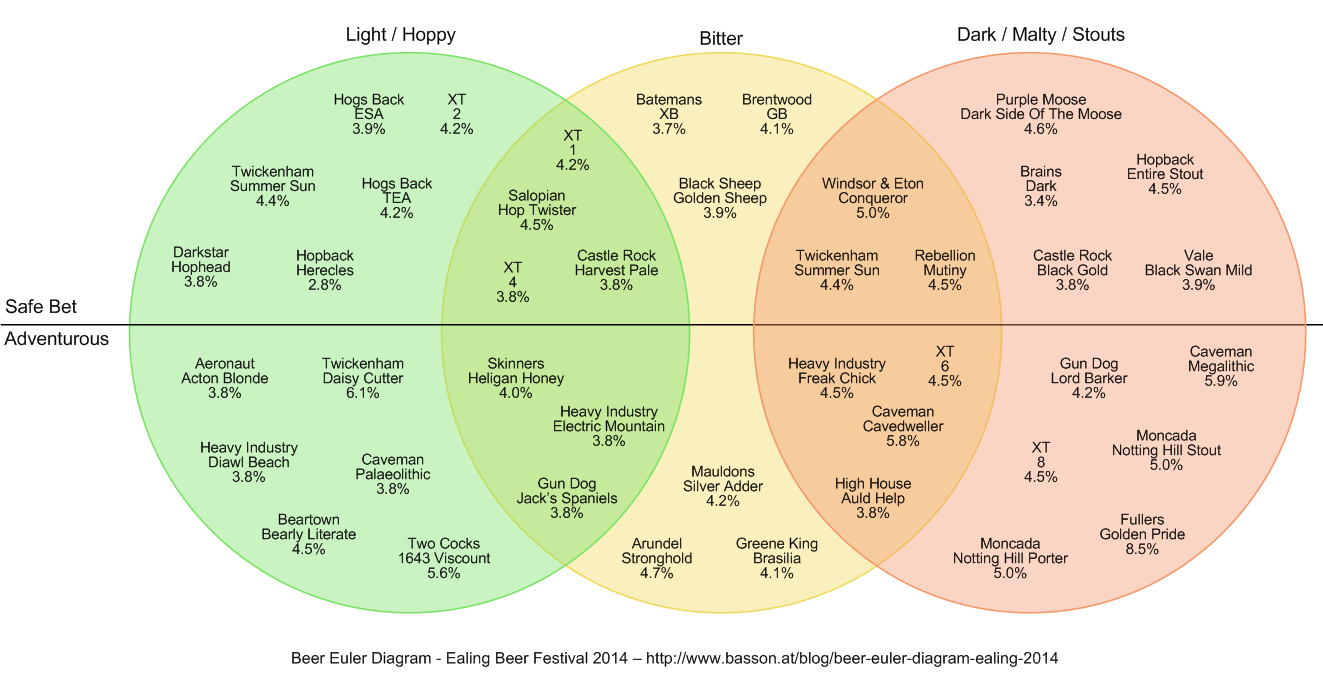 Light / Hoppy
Bitter
Dark / Malty / Stouts
Hogs Back
ESA
3.9%
XT
2
4.2%
Twickenham
Summer Sun
4.4%
Hogs Back
TEA
4.2%
Darkstar
Hophead
3.8%
Hopback
Herecles
2.8%
XT
1
4.2%
Salopian
Hop Twister
4.5%
XT
4
3.8%
Castle Rock
Harvest Pale
3.8%
Batemans
XB
3.7%
Brentwood
GB
4.1%
Black Sheep
Golden Sheep
3.9%
Windsor & Eton
Conqueror
5.0%
Twickenham
Summer Sun
4.4%
Rebellion
Mutiny
4.5%
Purple Moose
Dark Side Of The Moose
4.6%
Brains
Dark
3.4%
Hopback
Entire Stout
4.5%
Castle Rock
Black Gold
3.8%
Vale
Black Swan Mild
3.9%
Safe Bet
Adventurous
Aeronaut
Acton Blonde
3.8%
Twickenham
Daisy Cutter
6.1%
Heavy Industry
Diawl Beach
3.8%
Caveman
Palaeolithic
3.8%
Beartown
Bearly Literate
4.5%
Two Cocks
1643 Viscount
5.6%
Skinners
Heligan Honey
4.0%
Heavy Industry
Electric Mountain
3.8%
Gun Dog
Jack's Spaniels
3.8%
Mauldons
Silver Adder
4.2%
Arundel
Stronghold
4.7%
Greene King
Brasilia
4.1%
Heavy Industry
Freak Chick
4.5%
XT
6
4.5%
Caveman
Cavedweller
5.8%
High House
Auld Help
3.8%
Gun Dog
Lord Barker
4.2%
Caveman
Megalithic
5.9%
XT
8
4.5%
Moncada
Notting Hill Stout
5.0%
Moncada
Notting Hill Porter
5.0%
Fullers
Golden Pride
8.5%
Beer Euler Diagram - Ealing Beer Festival 2014 – http://www.basson.at/blog/beer-euler-diagram-ealing-2014